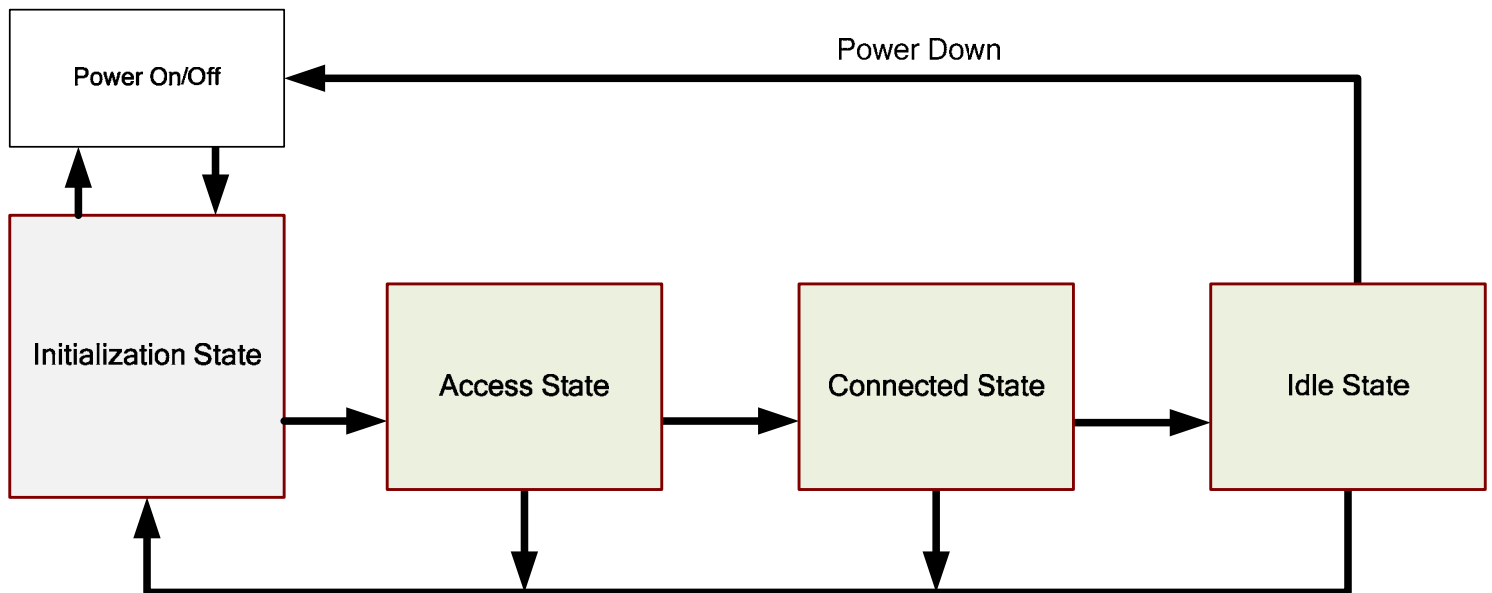 Power Down
Power On/Off
Initialization State
Access State
Connected State
Idle State